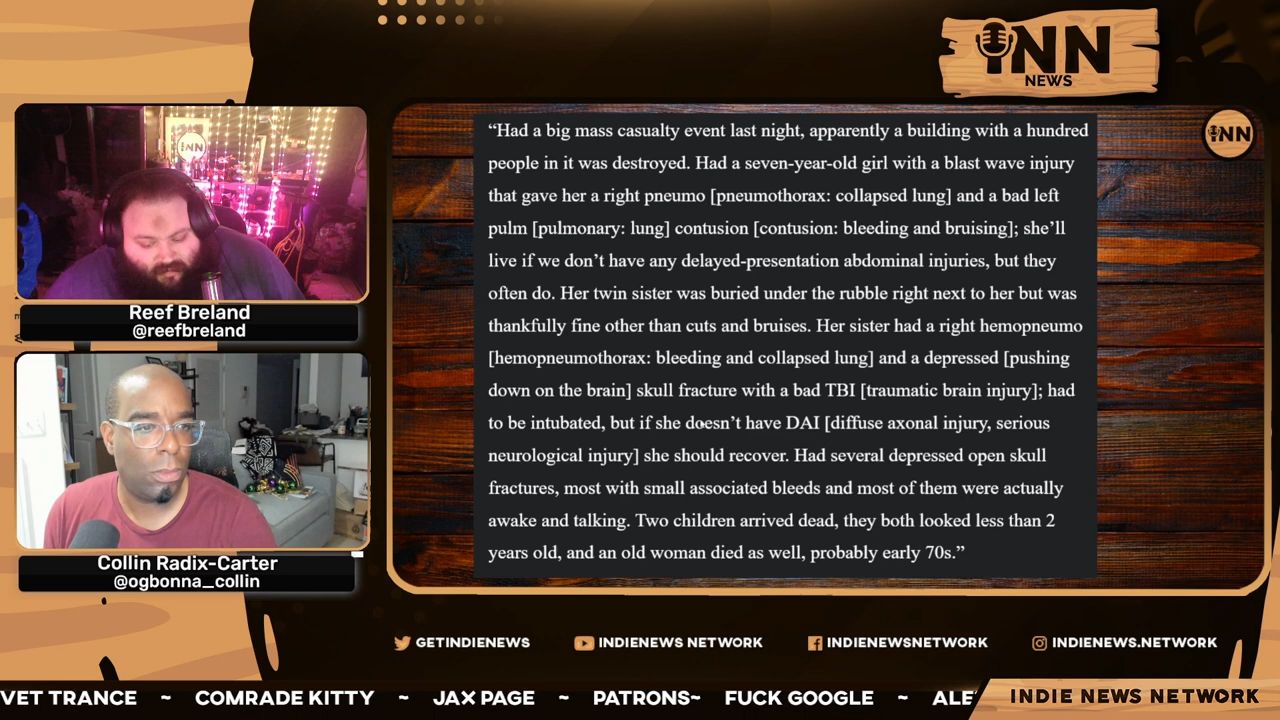 INN
NEWS
INN
INN
"Had a big mass casualty event last night, apparently a building with a hundred
people in it was destroyed. Had a seven-year-old girl with a blast wave injury
that gave her a right pneumo [pneumothorax: collapsed lung] and a bad left
pulm [pulmonary: lung] contusion [contusion: bleeding and bruising]; she'll
live if we don't have any delayed-presentation abdominal injuries, but they
often do. Her twin sister was buried under the rubble right next to her but was
thankfully fine other than cuts and bruises. Her sister had a right hemopneumo
[hemopneumothorax: bleeding and collapsed lung] and a depressed [pushing
down on the brain] skull fracture with a bad TBI [traumatic brain injury]; had
to be intubated, but if she doesn't have DAI [diffuse axonal injury, serious
neurological injury] she should recover. Had several depressed open skull
fractures, most with small associated bleeds and most of them were actually
awake and talking. Two children arrived dead, they both looked less than 2
years old, and an old woman died as well, probably early 70s."
Reef Breland
@reefbreland
Collin Radix-Carter
@ogbonna_collin
GETINDIENEWS
INDIENEWS NETWORK
INDIENEWSNETWORK
INDIENEWS.NETWORK
VET TRANCE ~ COMRADE KITTY ~ JAX PAGE ~ PATRONS~ FUCK GOOGLE ~ ALE
INDIE NEWS NETWORK